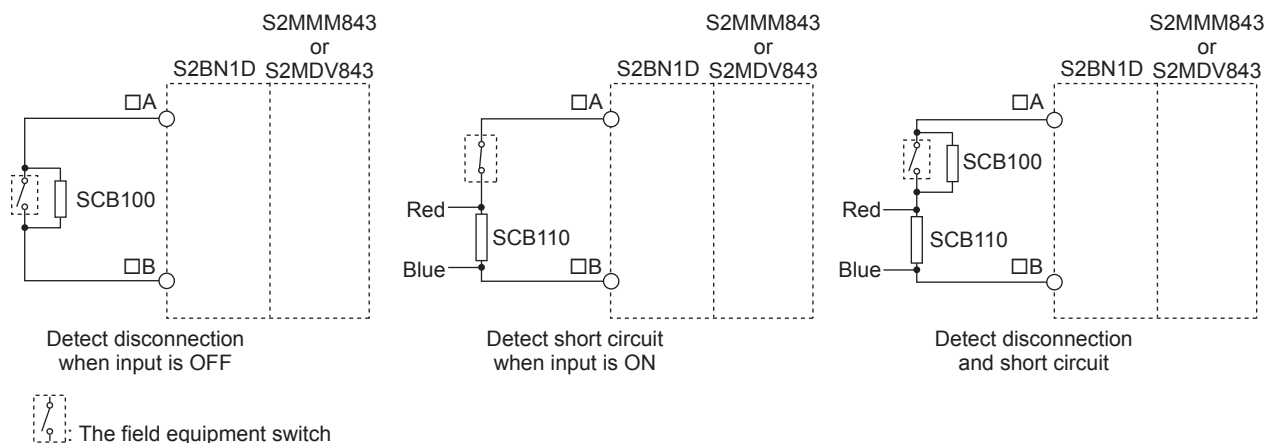 S2MMM843
or
S2BN1D S2MDV843
□A
SCB100
□B
Detect disconnection
when input is OFF
S2MMM843
or
S2BN1D S2MDV843
□A
Red
SCB110
Blue
□B
Detect short circuit
when input is ON
S2MMM843
or
S2BN1D S2MDV843
□A
SCB100
Red
SCB110
Blue
□B
Detect disconnection
and short circuit
: The field equipment switch